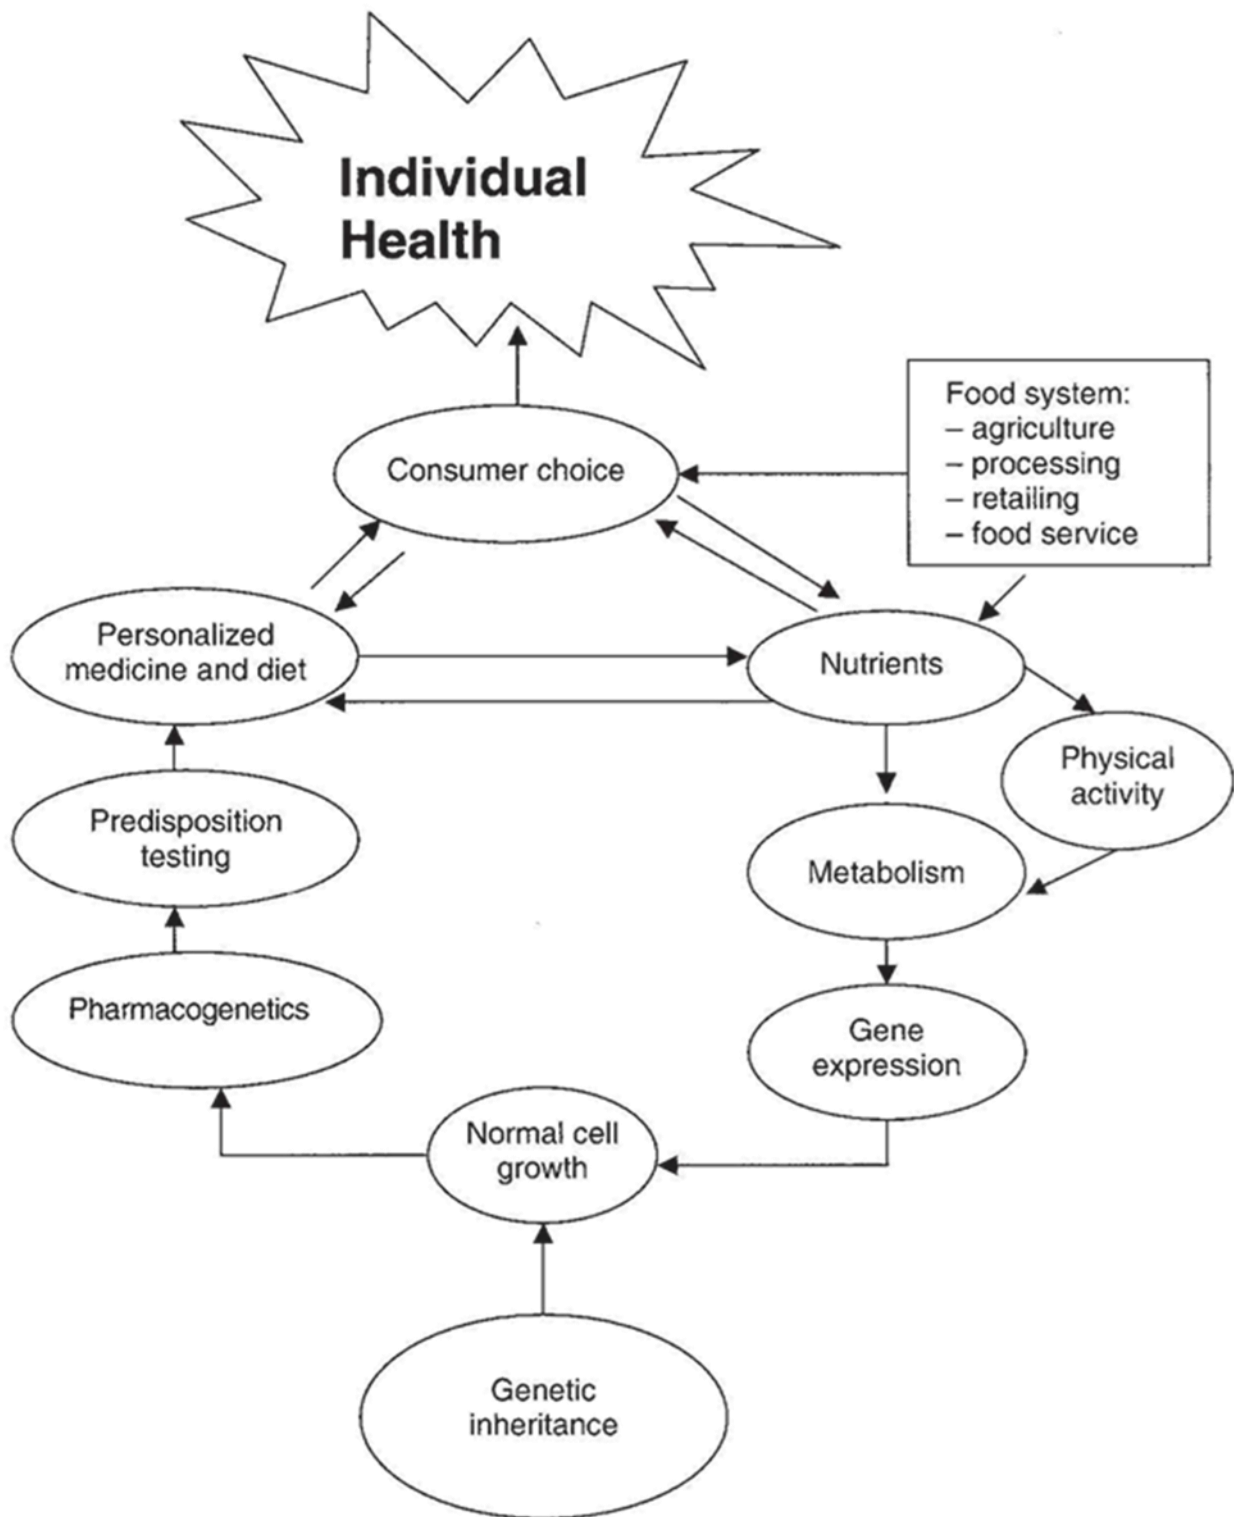 Individual
Health
Food system:
– agriculture
– processing
– retailing
– food service
Consumer choice
Personalized
medicine and diet
Nutrients
Physical
activity
Predisposition
testing
Metabolism
Pharmacogenetics
Gene
expression
Normal cell
growth
Genetic
inheritance